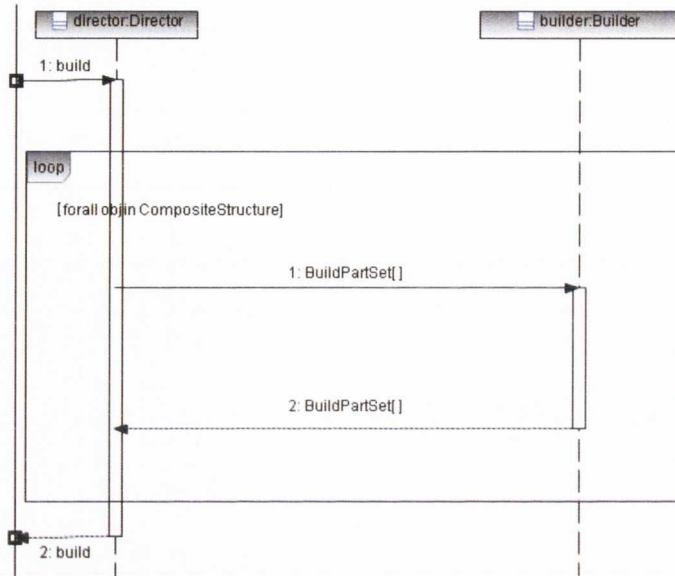 director:Director
builder:Builder
1: build
loop
[forall objin CompositeStructure]
1: BuildPartSet[ ]
2: BuildPartSet[ ]
2: build